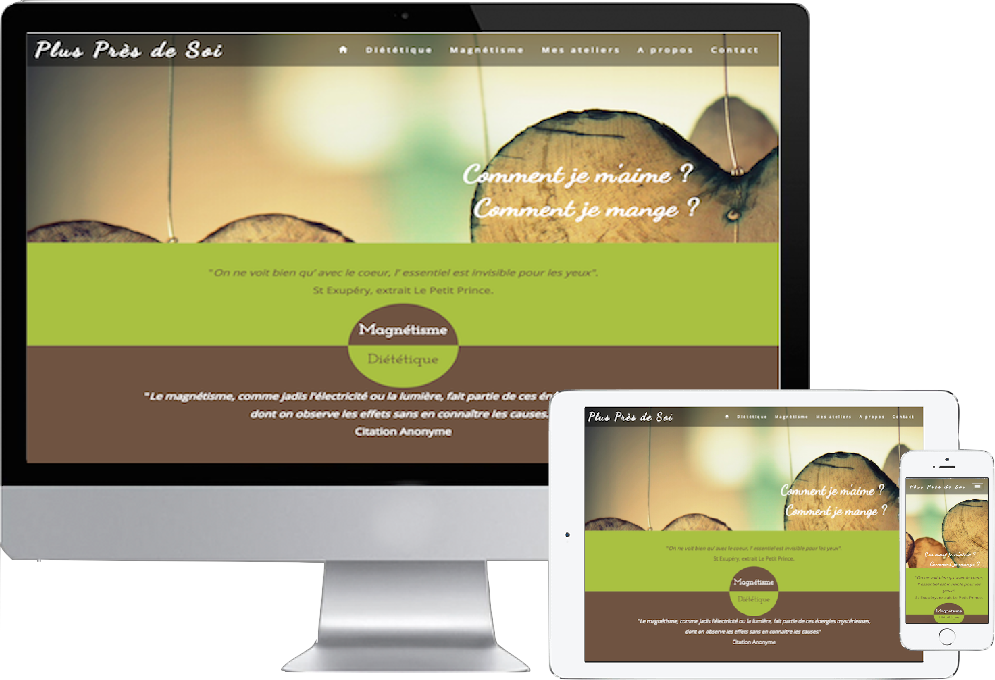 Plus Près de Soi
Diététique Magnétisme Mes ateliers A propos Contact
Comment je m'aime ?
Comment je mange ?
"On ne voit bien qu' avec le coeur, l' essentiel est invisible pour les yeux".
St Exupéry, extrait Le Petit Prince.
Magnétisme
Diététique
"Le magnétisme, comme jadis l'électricité ou la lumière, fait partie de ces
dont on observe les effets sans en connaître les causes.
Citation Anonyme
Plus Près de Soi
Diététique Magnétisme Mes ateliers A propos Contact
Comment je m'aime ?
Comment je mange ?
"On ne voit bien qu' avec le coeur, l' essentiel est invisible pour les yeux".
St Exupéry, extrait Le Petit Prince.
Magnétisme
Diététique
"Le magnétisme, comme jadis l'électricité ou la lumière, fait partie de ces énergies mystérieuses,
dont on observe les effets sans en connaître les causes"
Citation Anonyme
Plus Près de Soi
Comment je m'aime ?
Comment je mange ?
Magnétisme